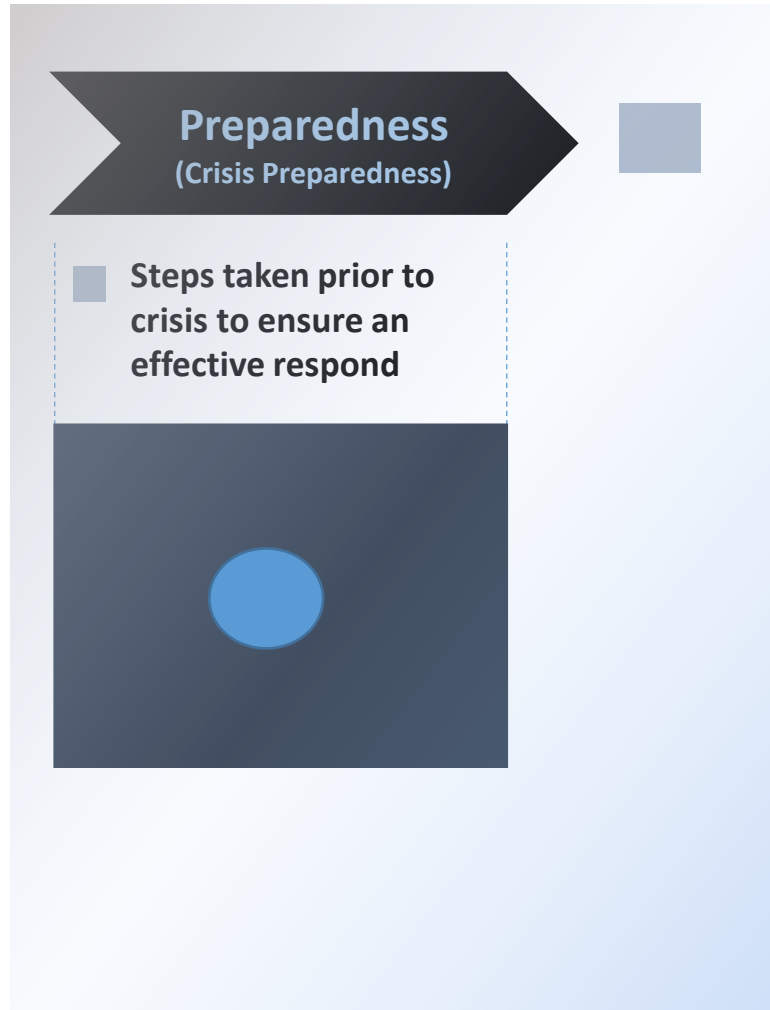 Preparedness
(Crisis Preparedness)
Steps taken prior to
crisis to ensure an
effective respond